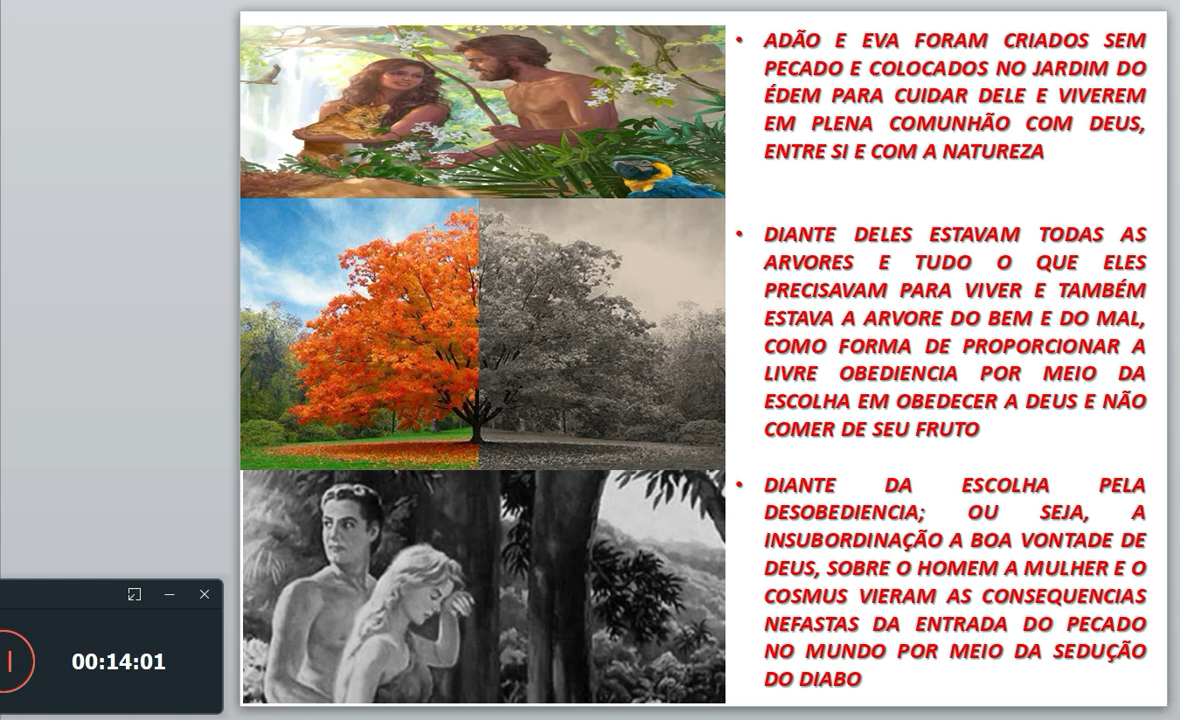 • ADÃO E EVA FORAM CRIADOS SEM
PECADO E COLOCADOS NO JARDIM DO
ÉDEM PARA CUIDAR DELE E VIVEREM
EM PLENA COMUNHÃO COM DEUS,
ENTRE SI E COM A NATUREZA
• DIANTE DELES ESTAVAM TODAS AS
ARVORES E TUDO O QUE ELES
PRECISAVAM PARA VIVER E TAMBÉM
ESTAVA A ARVORE DO BEM E DO MAL,
COMO FORMA DE PROPORCIONAR A
LIVRE OBEDIENCIA POR MEIO DA
ESCOLHA EM OBEDECER A DEUS E NÃO
COMER DE SEU FRUTO
• DIANTE DA ESCOLHA PELA
DESOBEDIENCIA; OU SEJA, A
INSUBORDINAÇÃO A BOA VONTADE DE
DEUS, SOBRE O HOMEM A MULHER E O
COSMUS VIERAM AS CONSEQUENCIAS
NEFASTAS DA ENTRADA DO PECADO
NO MUNDO POR MEIO DA SEDUÇÃO
DO DIABO
00:14:01